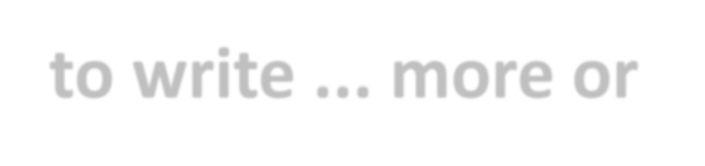 to write ... more or